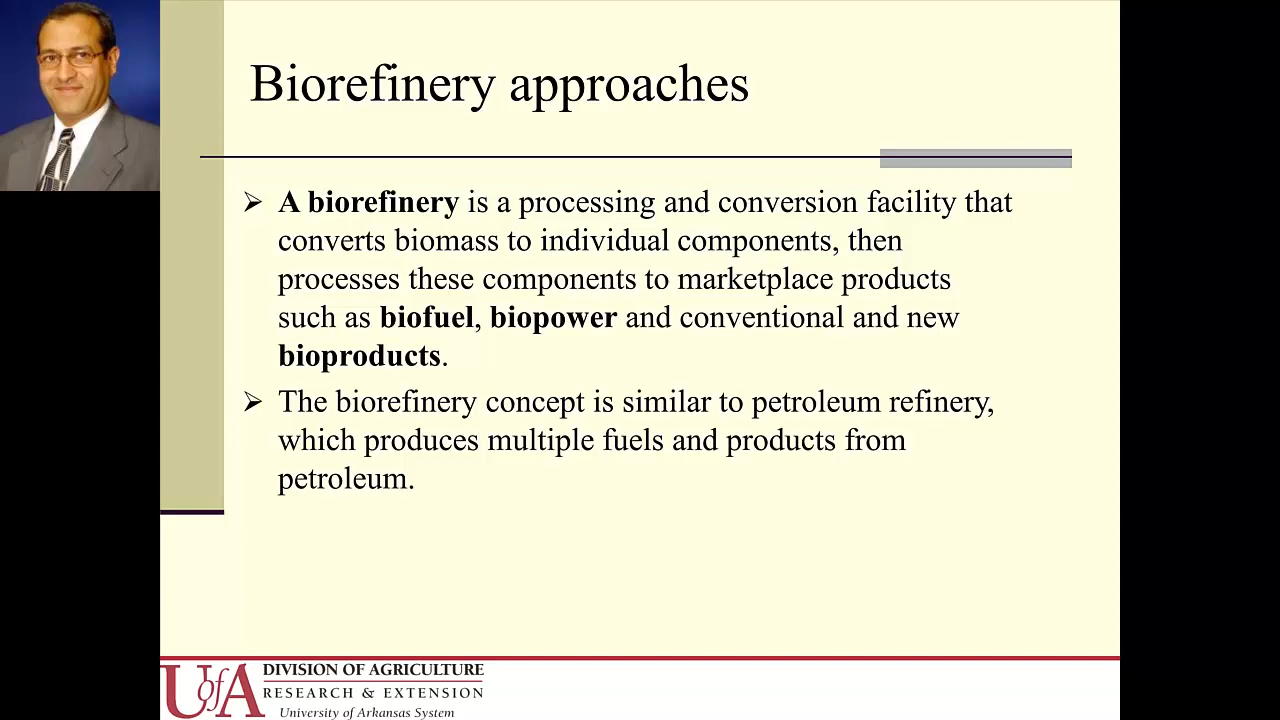 Biorefinery approaches
➢ A biorefinery is a processing and conversion facility that
converts biomass to individual components, then
processes these components to marketplace products
such as biofuel, biopower and conventional and new
bioproducts.
➢ The biorefinery concept is similar to petroleum refinery,
which produces multiple fuels and products from
petroleum.
UofA
DIVISION OF AGRICULTURE
RESEARCH & EXTENSION
University of Arkansas System